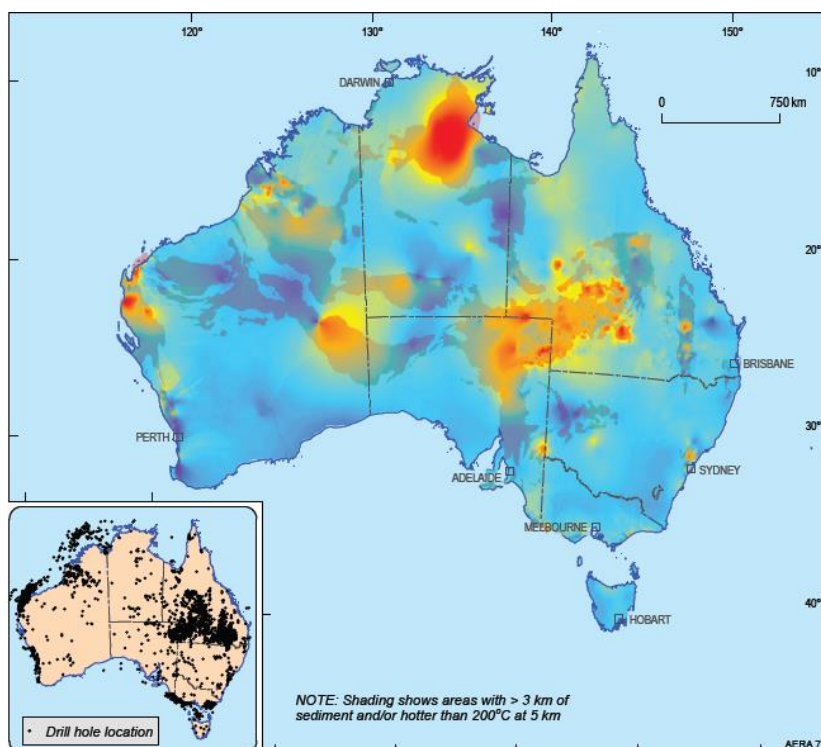 120°
130°
140°
150°
10°
DARWIN
0
750 km
20°
BRISBANE
30°
PERTH
SYDNEY
ADELAIDE
MELBOURNE
40°
HOBART
NOTE: Shading shows areas with > 3 km of
sediment and/or hotter than 200°C at 5 km
Drill hole location
AERA 7